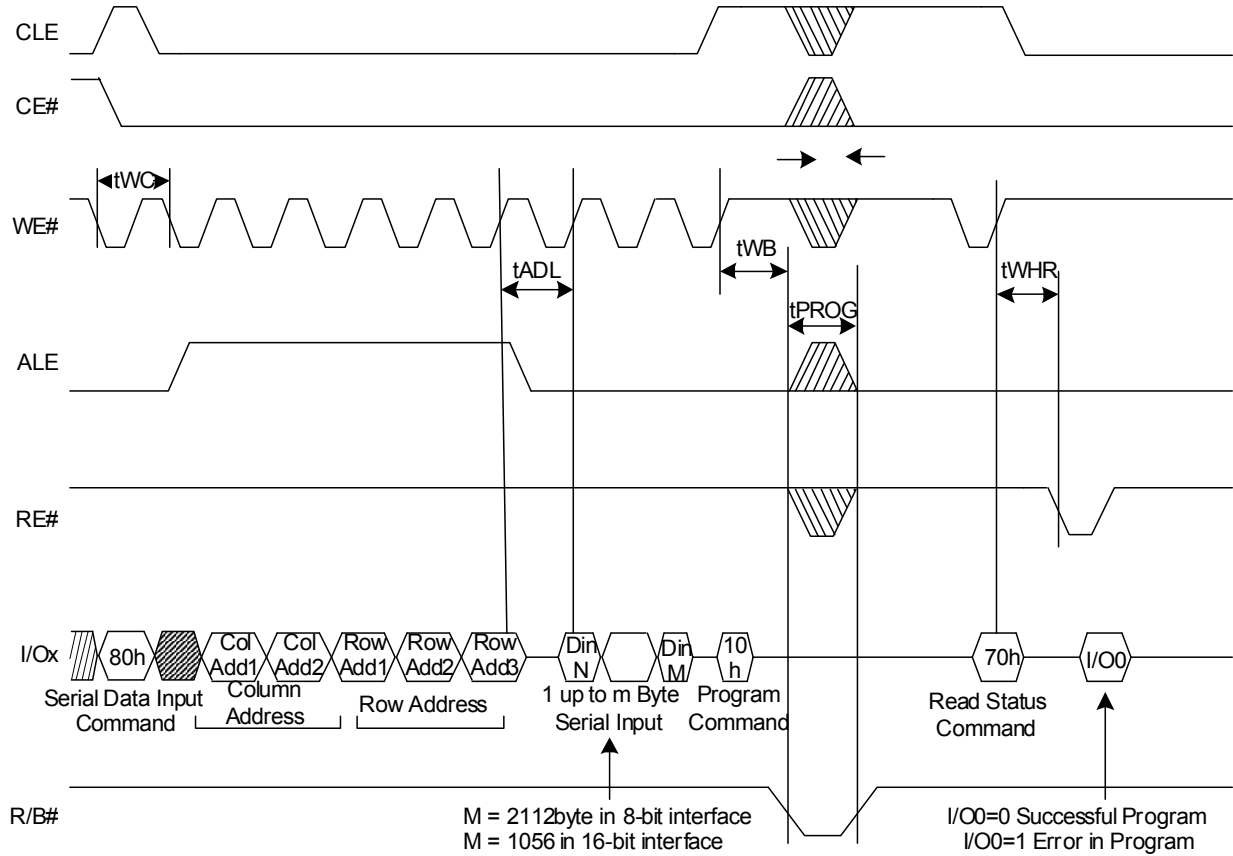 CLE
CE#
tWC
WE#
tWB
tADL
tWHR
tPROG
ALE
RE#
I/Ox
80h
Col Add1
Col Add2
Row Add1
Row Add2
Row Add3
Din N
Din M
10 h
70h
I/O0
Serial Data Input
Command
Column
Address
Row Address
1 up to m Byte
Serial Input
Program
Command
Read Status
Command
R/B#
M = 2112byte in 8-bit interface
M = 1056 in 16-bit interface
I/O0=0 Successful Program
I/O0=1 Error in Program